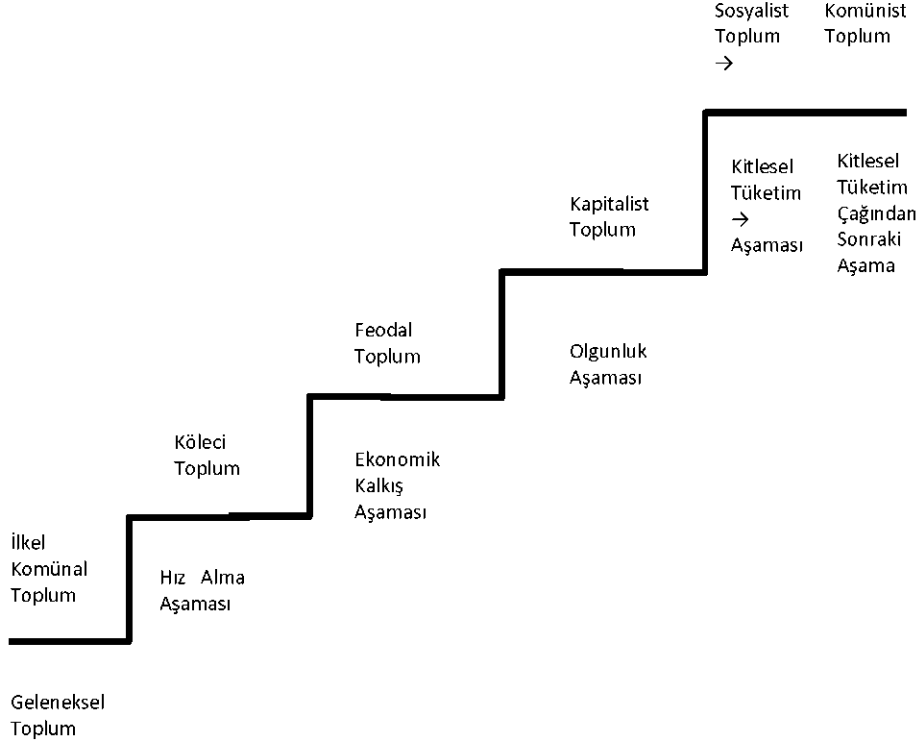 Sosyalist
Toplum
→
Komünist
Toplum
Kitlesel
Tüketim
→
Aşaması
Kitlesel
Tüketim
Çağından
Sonraki
Aşama
Kapitalist
Toplum
Olgunluk
Aşaması
Feodal
Toplum
Ekonomik
Kalkış
Aşaması
Köleci
Toplum
Hız Alma
Aşaması
İlkel
Komünal
Toplum
Geleneksel
Toplum